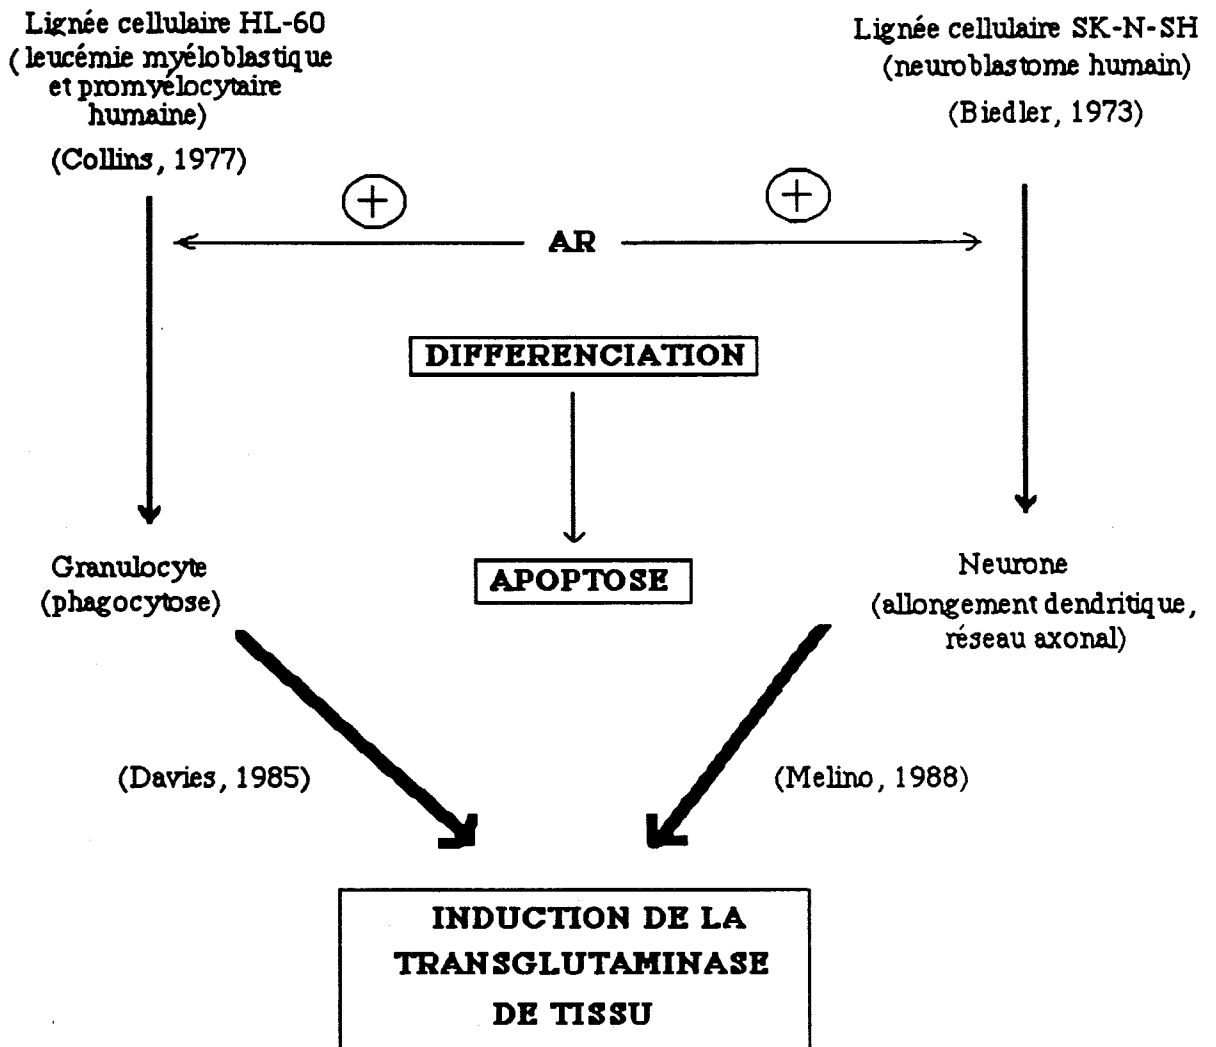 Lignée cellulaire HL-60
(leucémie myéloblastique
et promyélocytaire
humaine)
(Collins, 1977)
Lignée cellulaire SK-N-SH
(neuroblastome humain)
(Biedler, 1973)
+
+
AR
DIFFERENCIATION
APOPTOSE
Granulocyte
(phagocytose)
Neurone
(allongement dendritique,
réseau axonal)
(Davies, 1985)
(Melino, 1988)
INDUCTION DE LA
TRANSGLUTAMINASE
DE TISSU